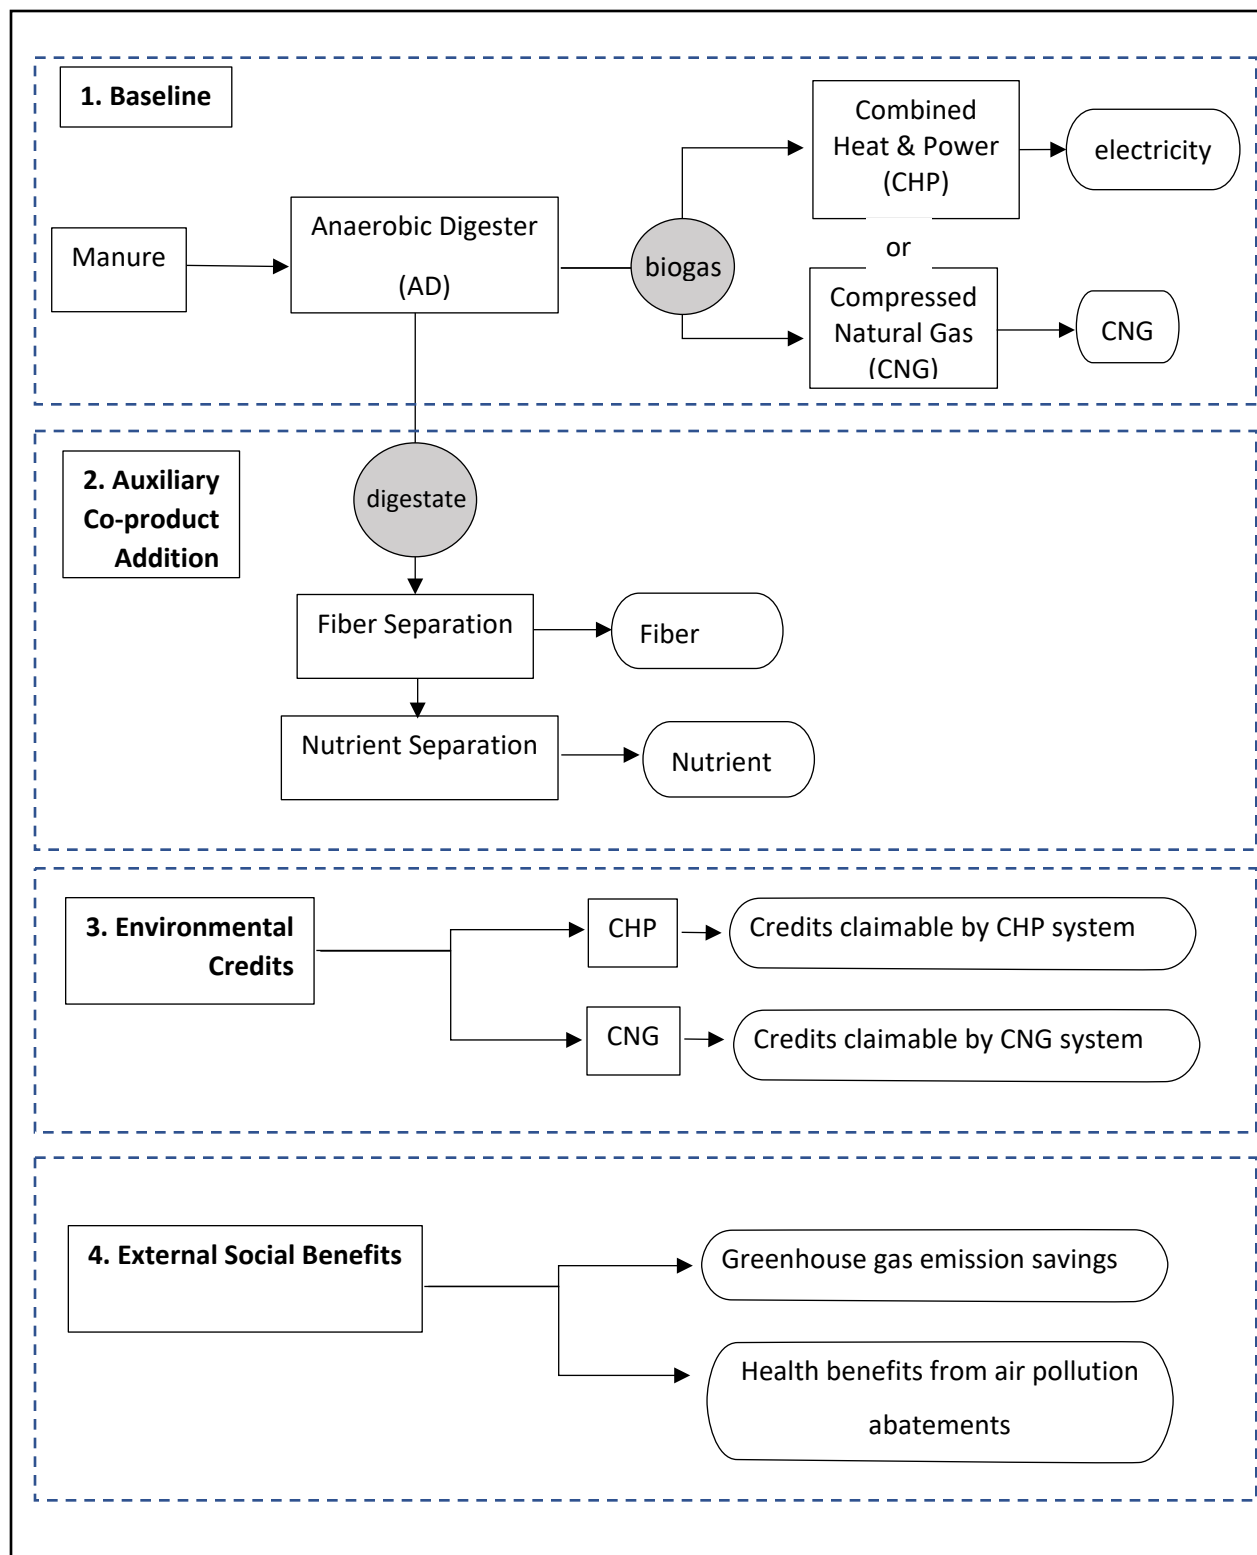 1. Baseline
Combined
Heat & Power
(CHP)
electricity
Manure
Anaerobic Digester
(AD)
biogas
or
Compressed
Natural Gas
(CNG)
CNG
2. Auxiliary
Co-product
Addition
digestate
Fiber Separation
Fiber
Nutrient Separation
Nutrient
3. Environmental
Credits
CHP
Credits claimable by CHP system
CNG
Credits claimable by CNG system
4. External Social Benefits
Greenhouse gas emission savings
Health benefits from air pollution
abatements